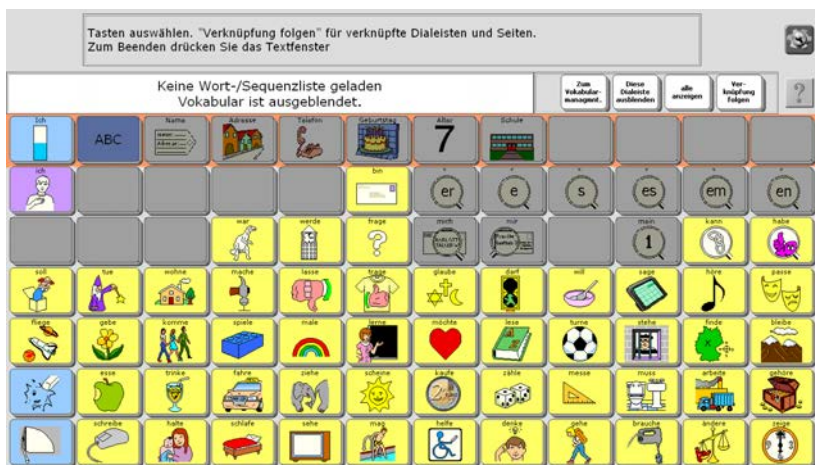 Tasten auswählen. "Verknüpfung folgen" für verknüpfte Dialeisten und Seiten.
Zum Beenden drücken Sie das Textfenster
Keine Wort-/Sequenzliste geladen
Vokabular ist ausgeblendet.
Zum Vokabular-managmt.
Diese Dialeiste ausblenden
alle anzeigen
Ver-knüpfung folgen
?
Ich
ABC
Name
Adresse
Telefon
Geburtstag
Alter
7
Schule
ich
bin
er
e
s
es
em
en
war
werde
frage
mich
mir
mein
1
kann
habe
soll
tue
wohne
mache
lasse
trage
glaube
darf
will
sage
höre
passe
fliege
gebe
komme
spiele
male
lerne
möchte
lese
turne
stehe
finde
bleibe
esse
trinke
fahre
ziehe
scheine
kaufe
zähle
messe
muss
arbeite
gehöre
schreibe
halte
schlafe
sehe
mag
helfe
denke
gehe
brauche
ändere
zeige